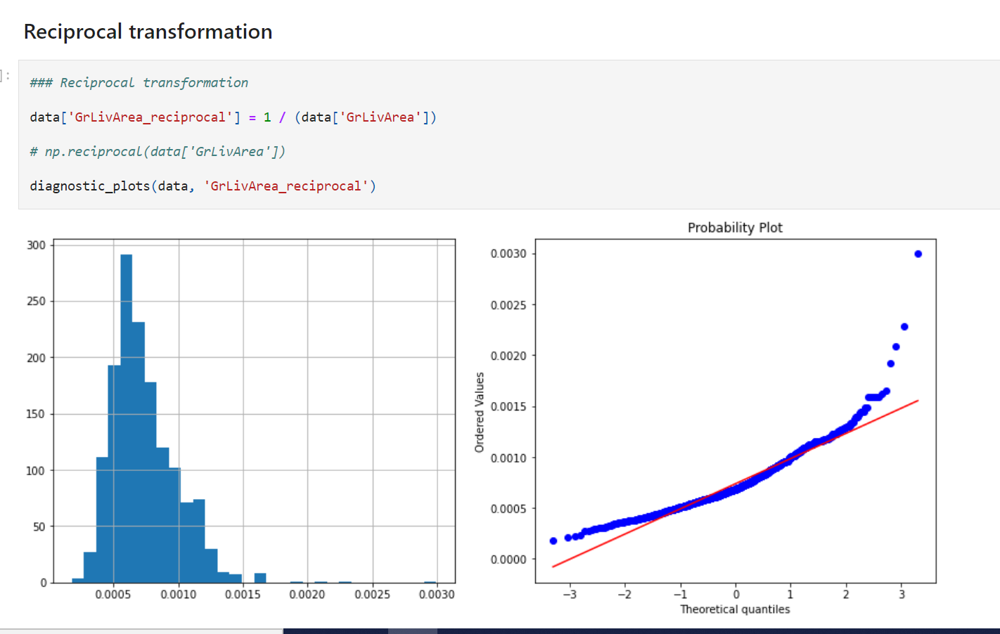 Reciprocal transformation
]:
### Reciprocal transformation
data['GrLivArea_reciprocal'] = 1 / (data['GrLivArea'])
# np.reciprocal(data['GrLivArea'])
diagnostic_plots(data, 'GrLivArea_reciprocal')
300
250
200
150
100
50
0
0.0005 0.0010 0.0015 0.0020 0.0025 0.0030
Probability Plot
Ordered Values
0.0030
0.0025
0.0020
0.0015
0.0010
0.0005
0.0000
−3 −2 −1 0 1 2 3
Theoretical quantiles